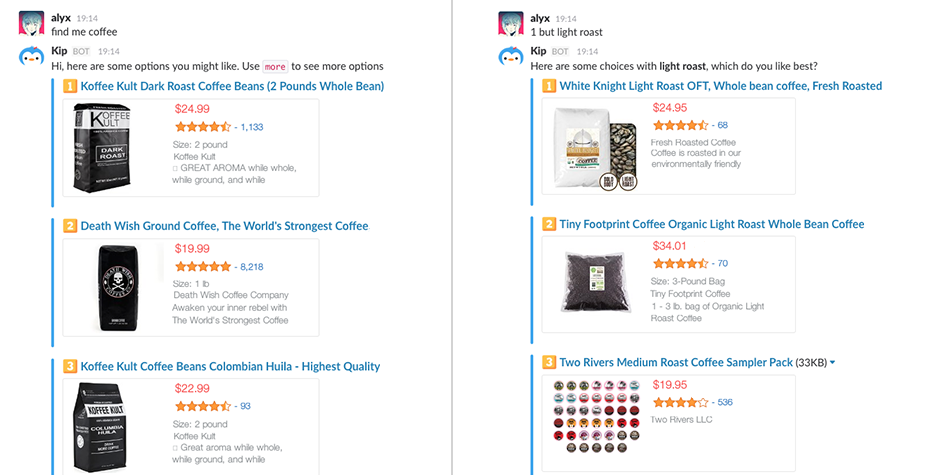 alyx 19:14
find me coffee
Kip BOT 19:14
Hi, here are some options you might like. Use more to see more options
1 Koffee Kult Dark Roast Coffee Beans (2 Pounds Whole Bean)
KOFFEE
KULT
DARK
ROAST
$24.99
- 1,133
Size: 2 pound
Koffee Kult
□ GREAT AROMA while whole,
while ground, and while
2 Death Wish Ground Coffee, The World's Strongest Coffee
DEATH WISH
COFFEE CO.
$19.99
- 8,218
Size: 1 lb
Death Wish Coffee Company
Awaken your inner rebel with
The World's Strongest Coffee
3 Koffee Kult Coffee Beans Colombian Huila - Highest Quality
KOFFEE KULT
COLUMBIA
HUILA
$22.99
- 93
Size: 2 pound
Koffee Kult
□ Great aroma while whole,
while ground, and while
alyx 19:14
1 but light roast
Kip BOT 19:14
Here are some choices with light roast, which do you like best?
1 White Knight Light Roast OFT, Whole bean coffee, Fresh Roasted
COFFEE
LIGHT
ROAST
$24.95
- 68
Fresh Roasted Coffee
Coffee is roasted in our
environmentally friendly
2 Tiny Footprint Coffee Organic Light Roast Whole Bean Coffee
$34.01
- 70
Size: 3-Pound Bag
Tiny Footprint Coffee
1 - 3 lb. bag of Organic Light
Roast Coffee
3 Two Rivers Medium Roast Coffee Sampler Pack (33KB)
$19.95
- 536
Two Rivers LLC